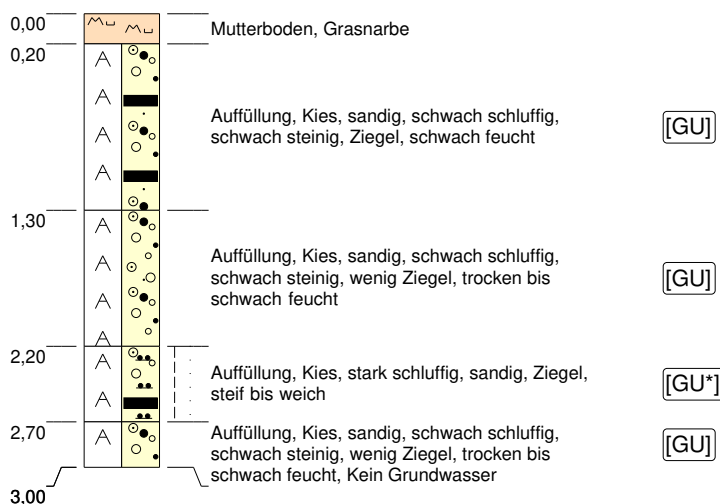 0,00
Mutterboden, Grasnarbe
0,20
Auffüllung, Kies, sandig, schwach schluffig,
schwach steinig, Ziegel, schwach feucht
[GU]
1,30
Auffüllung, Kies, sandig, schwach schluffig,
schwach steinig, wenig Ziegel, trocken bis
schwach feucht
[GU]
2,20
Auffüllung, Kies, stark schluffig, sandig, Ziegel,
steif bis weich
[GU*]
2,70
Auffüllung, Kies, sandig, schwach schluffig,
schwach steinig, wenig Ziegel, trocken bis
schwach feucht, Kein Grundwasser
[GU]
3,00